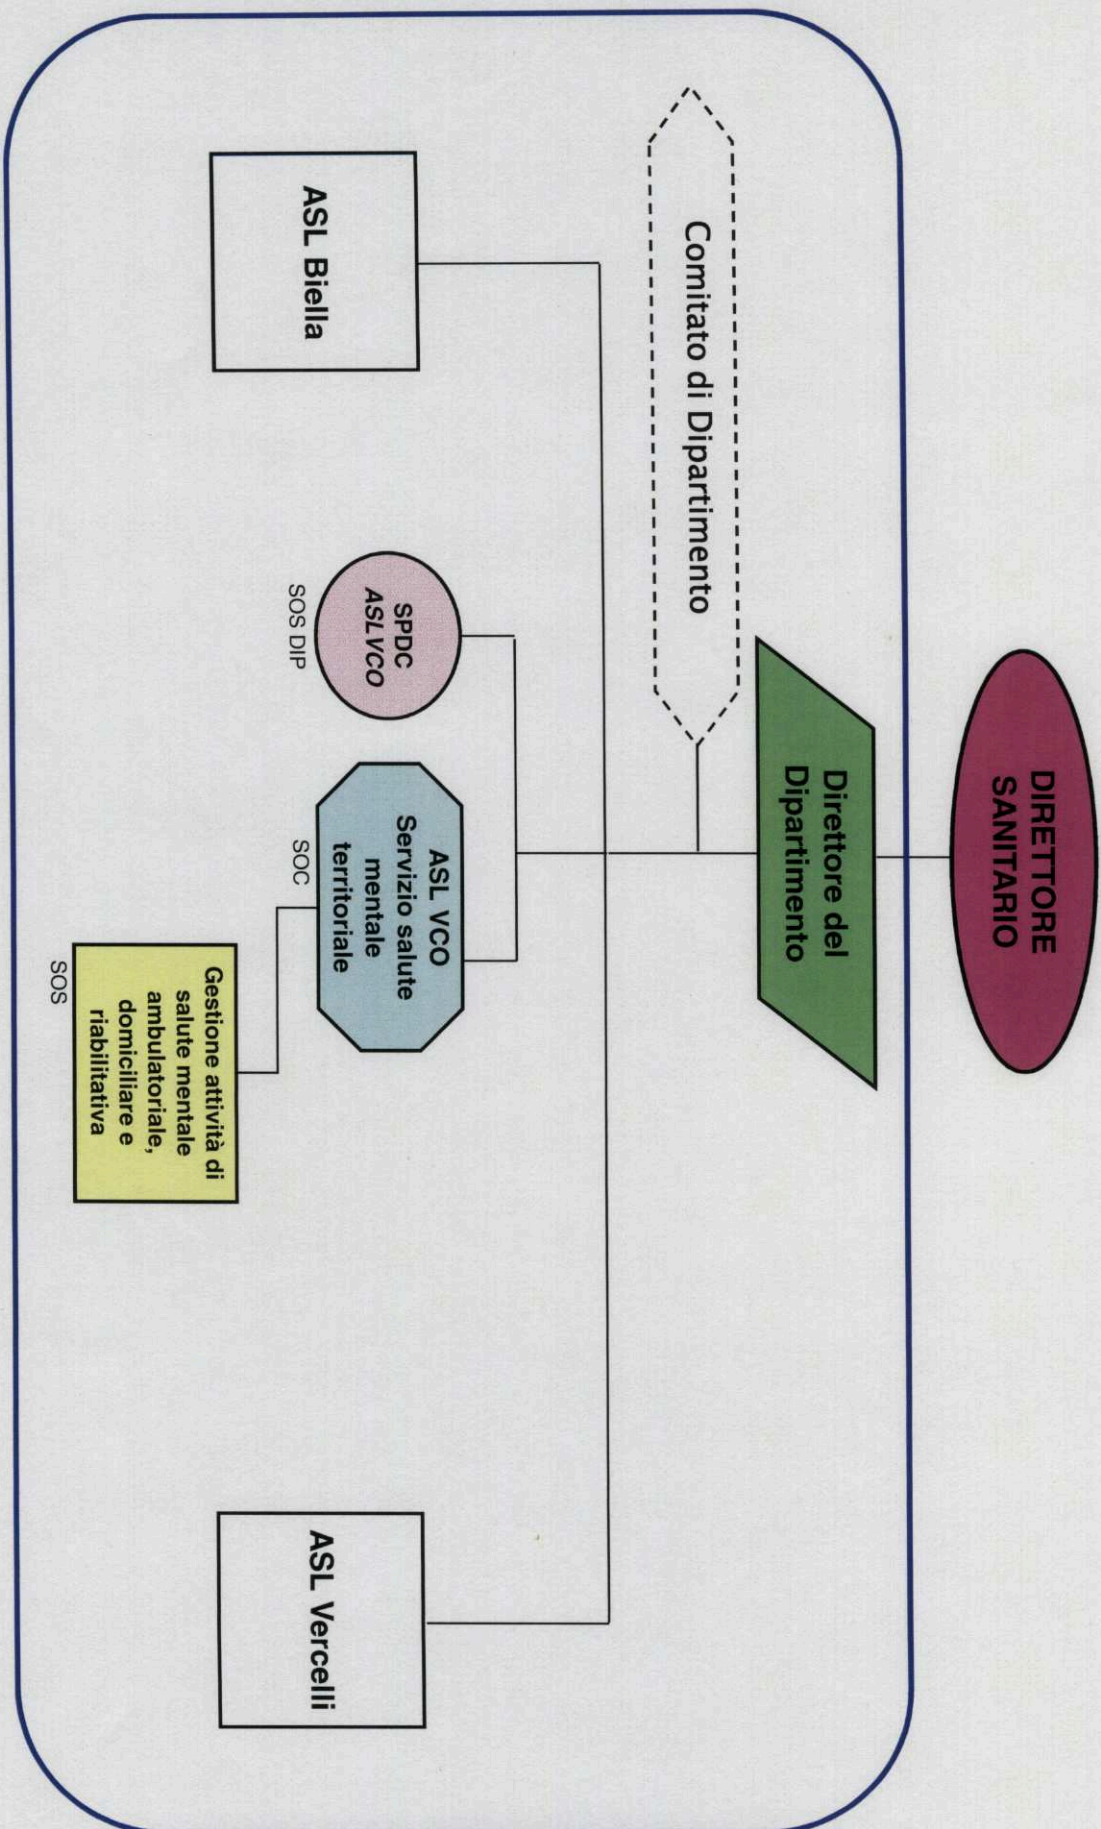 DIRETTORE
SANITARIO
Direttore del
Dipartimento
Comitato di Dipartimento
ASL Biella
SPDC
ASLVCO
SOS DIP
ASL VCO
Servizio salute
mentale
territoriale
SOC
Gestione attività di
salute mentale
ambulatoriale,
domiciliare e
riabilitativa
SOS
ASL Vercelli